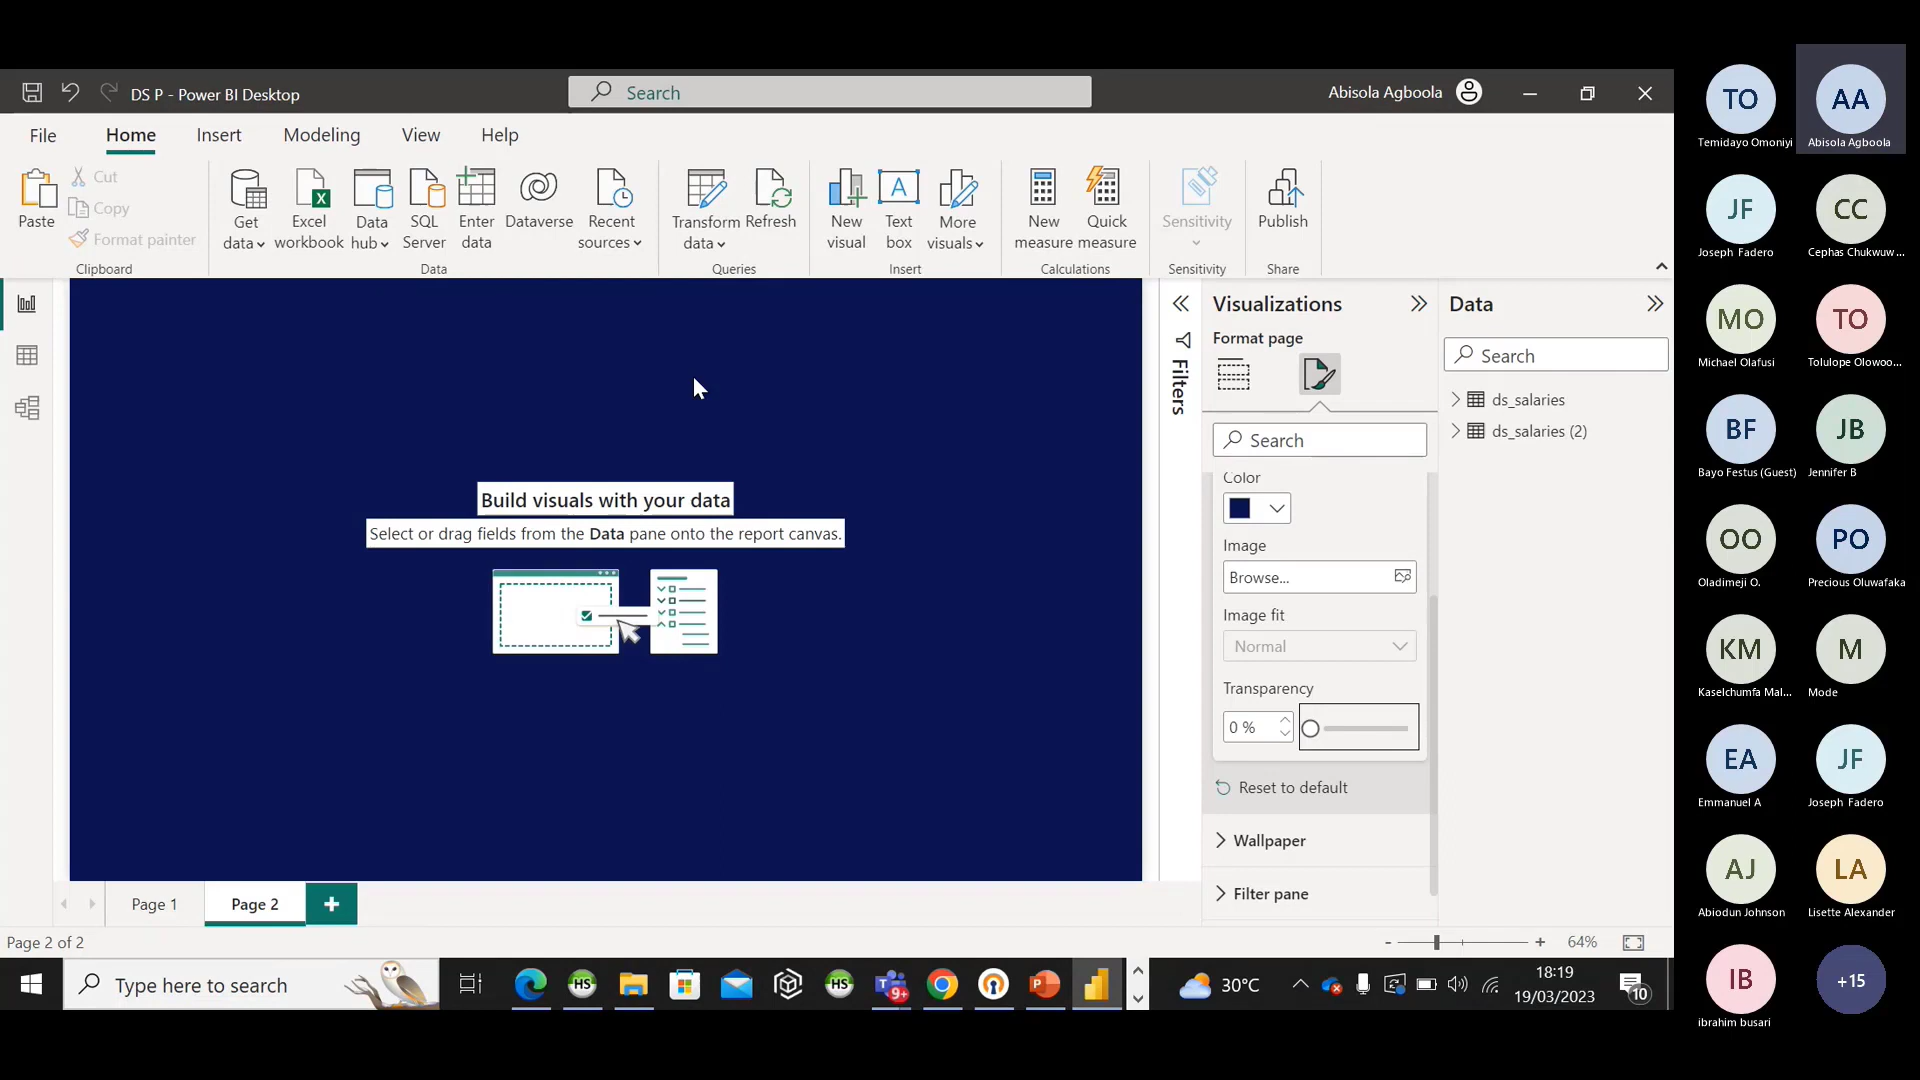 DS P - Power BI Desktop
Search
Abisola Agboola
File
Home
Insert
Modeling
View
Help
Paste
Cut
Copy
Format painter
Clipboard
Get data
Excel workbook
Data hub
SQL Server
Enter data
Dataverse
Recent sources
Data
Transform data
Refresh
Queries
New visual
Text box
More visuals
Insert
New measure
Quick measure
Calculations
Sensitivity
Sensitivity
Publish
Share
Build visuals with your data
Select or drag fields from the Data pane onto the report canvas.
Filters
Visualizations
Format page
Search
Color
Image
Browse...
Image fit
Normal
Transparency
0 %
Reset to default
Wallpaper
Filter pane
Data
Search
ds_salaries
ds_salaries (2)
Page 1
Page 2
Page 2 of 2
64%
Type here to search
HS
9+
HS
P
30°C
18:19
19/03/2023
10
TO
Temidayo Omoniyi
AA
Abisola Agboola
JF
Joseph Fadero
CC
Cephas Chukwuw ...
MO
Michael Olafusi
TO
Tolulope Olowoo...
BF
Bayo Festus (Guest)
JB
Jennifer B
OO
Oladimeji O.
PO
Precious Oluwafaka
KM
Kaselchumfa Mal...
M
Mode
EA
Emmanuel A
JF
Joseph Fadero
AJ
Abiodun Johnson
LA
Lisette Alexander
IB
ibrahim busari
+15